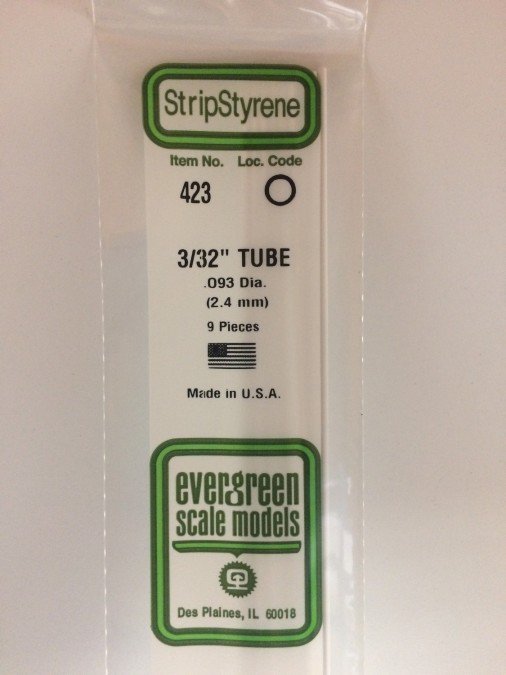 StripStyrene
Item No. Loc. Code
423 O
3/32" TUBE
.093 Dia.
(2.4 mm)
9 Pieces
Made in U.S.A.
evergreen
scale models
Des Plaines, IL 60018